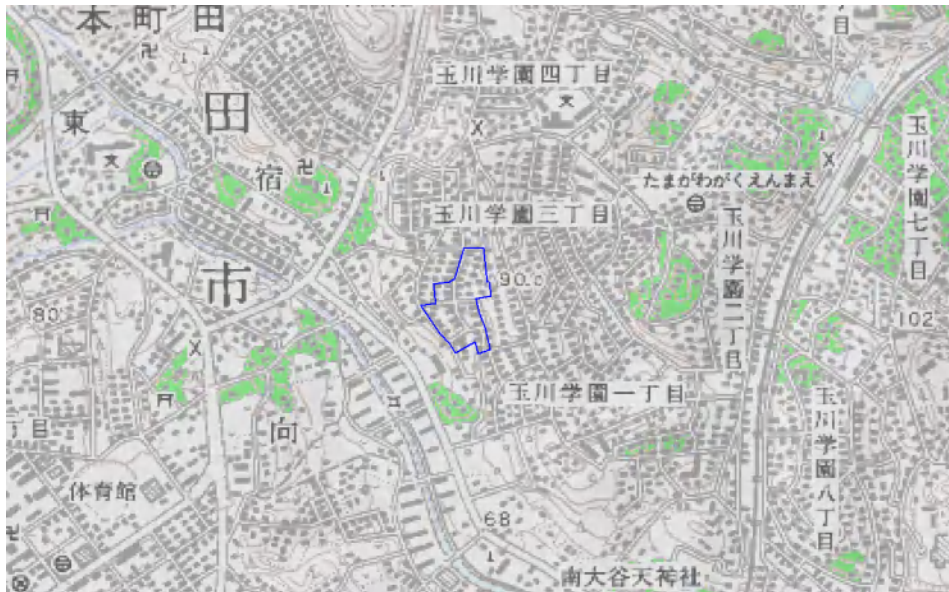 本町田
玉川学園四丁目
田
東
宿
たまがわがくえんまえ
玉川学園三丁目
玉川学園七丁目
玉川学園二丁目
市
90.0
80
102
玉川学園一丁目
玉川学園八丁目
向
丁目
体育館
68
南大谷天神社